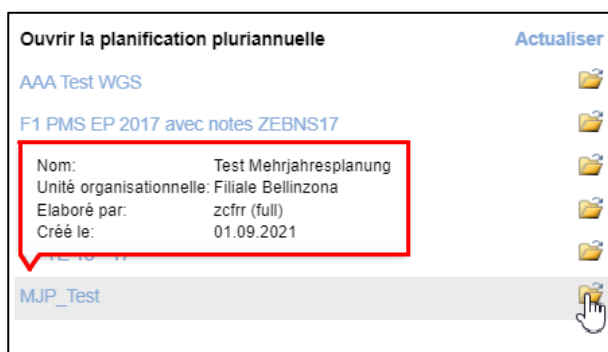 Ouvrir la planification pluriannuelle Actualiser
AAA Test WGS
F1 PMS EP 2017 avec notes ZEBNS17
Nom: Test Mehrjahresplanung
Unité organisationnelle: Filiale Bellinzona
Elaboré par: zcfrr (full)
Créé le: 01.09.2021
MJP_Test